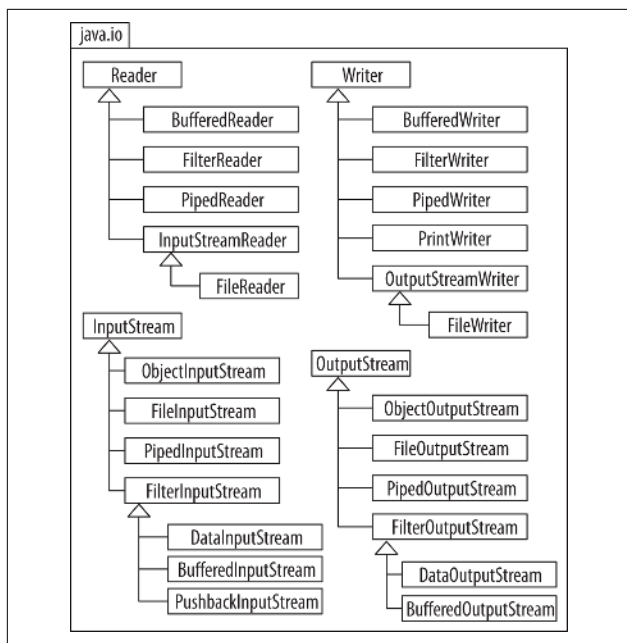 java.io
Reader
BufferedReader
FilterReader
PipedReader
InputStreamReader
FileReader
Writer
BufferedWriter
FilterWriter
PipedWriter
PrintWriter
OutputStreamWriter
FileWriter
InputStream
ObjectInputStream
FileInputStream
PipedInputStream
FilterInputStream
DataInputStream
BufferedInputStream
PushbackInputStream
OutputStream
ObjectOutputStream
FileOutputStream
PipedOutputStream
FilterOutputStream
DataOutputStream
BufferedOutputStream